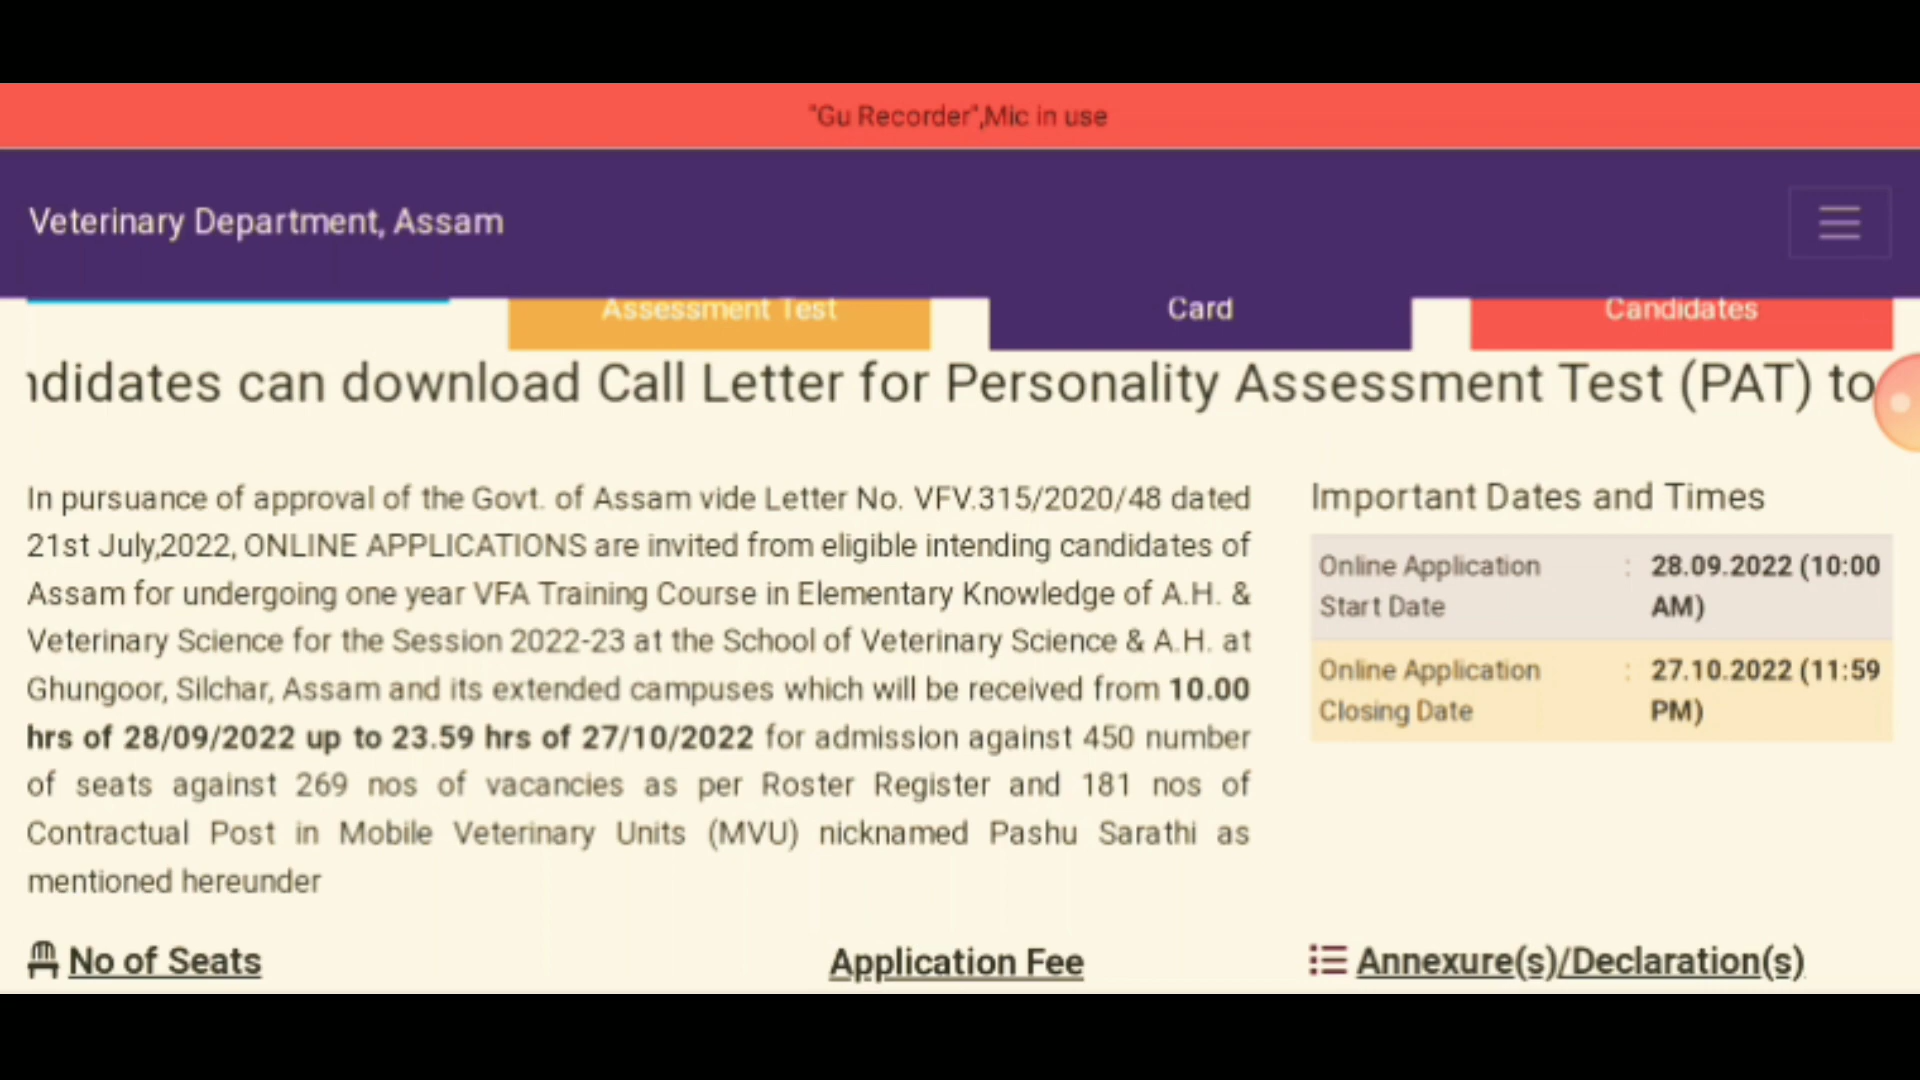 "Gu Recorder",Mic in use
Veterinary Department, Assam
Assessment Test
Card
Candidates
ndidates can download Call Letter for Personality Assessment Test (PAT) to
In pursuance of approval of the Govt. of Assam vide Letter No. VFV.315/2020/48 dated
21st July,2022, ONLINE APPLICATIONS are invited from eligible intending candidates of
Assam for undergoing one year VFA Training Course in Elementary Knowledge of A.H. &
Veterinary Science for the Session 2022-23 at the School of Veterinary Science & A.H. at
Ghungoor, Silchar, Assam and its extended campuses which will be received from 10.00
hrs of 28/09/2022 up to 23.59 hrs of 27/10/2022 for admission against 450 number
of seats against 269 nos of vacancies as per Roster Register and 181 nos of
Contractual Post in Mobile Veterinary Units (MVU) nicknamed Pashu Sarathi as
mentioned hereunder
Important Dates and Times
Online Application : 28.09.2022 (10:00
Start Date AM)
Online Application : 27.10.2022 (11:59
Closing Date PM)
No of Seats
Application Fee
Annexure(s)/Declaration(s)